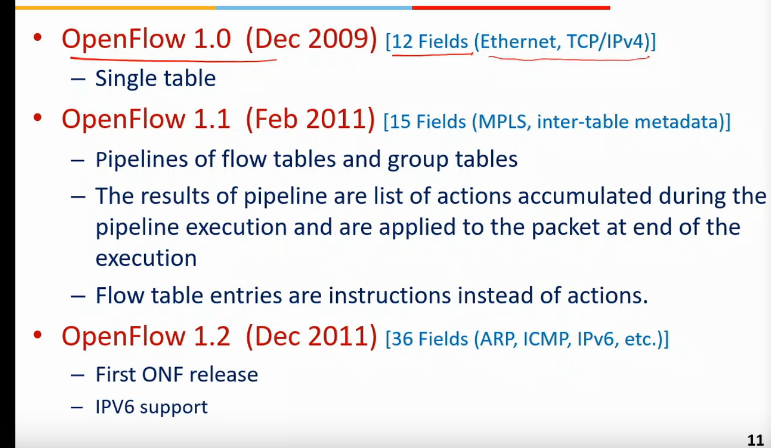 • OpenFlow 1.0 (Dec 2009) [12 Fields (Ethernet, TCP/IPv4)]
– Single table
• OpenFlow 1.1 (Feb 2011) [15 Fields (MPLS, inter-table metadata)]
– Pipelines of flow tables and group tables
– The results of pipeline are list of actions accumulated during the
pipeline execution and are applied to the packet at end of the
execution
– Flow table entries are instructions instead of actions.
• OpenFlow 1.2 (Dec 2011) [36 Fields (ARP, ICMP, IPv6, etc.)]
– First ONF release
– IPV6 support
11